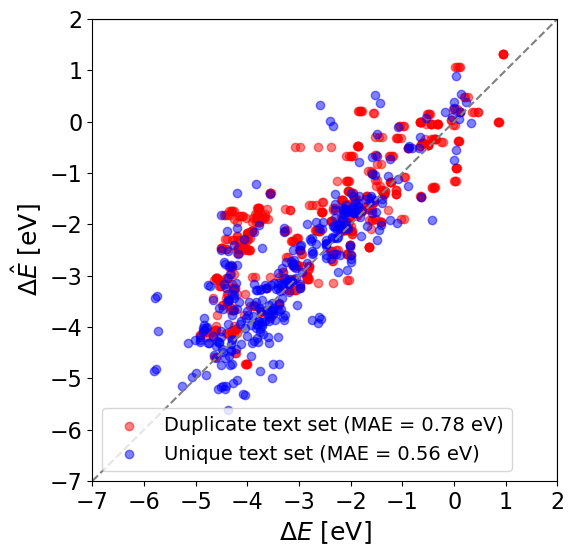 2
1
0
−1
−2
−3
−4
−5
−6
−7
ΔÊ [eV]
Duplicate text set (MAE = 0.78 eV)
Unique text set (MAE = 0.56 eV)
−7 −6 −5 −4 −3 −2 −1 0 1 2
ΔE [eV]